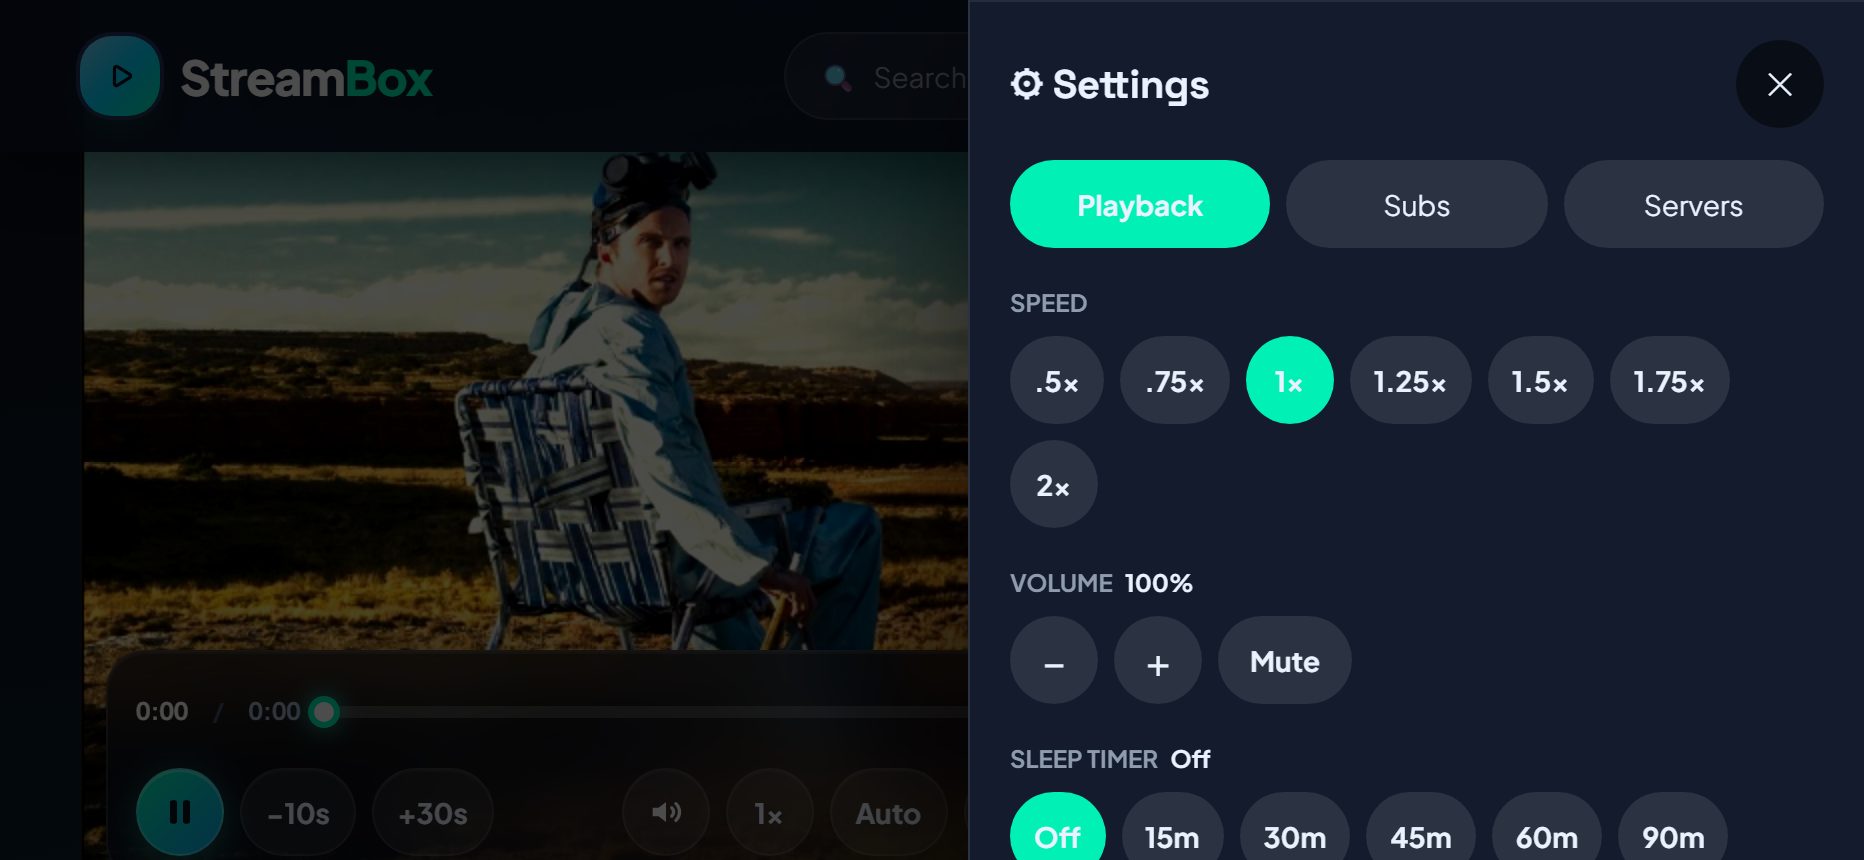 StreamBox
Search
⚙ Settings
Playback Subs Servers
SPEED
.5× .75× 1× 1.25× 1.5× 1.75×
2×
VOLUME 100%
− + Mute
0:00 / 0:00
SLEEP TIMER Off
−10s +30s 1× Auto
Off 15m 30m 45m 60m 90m